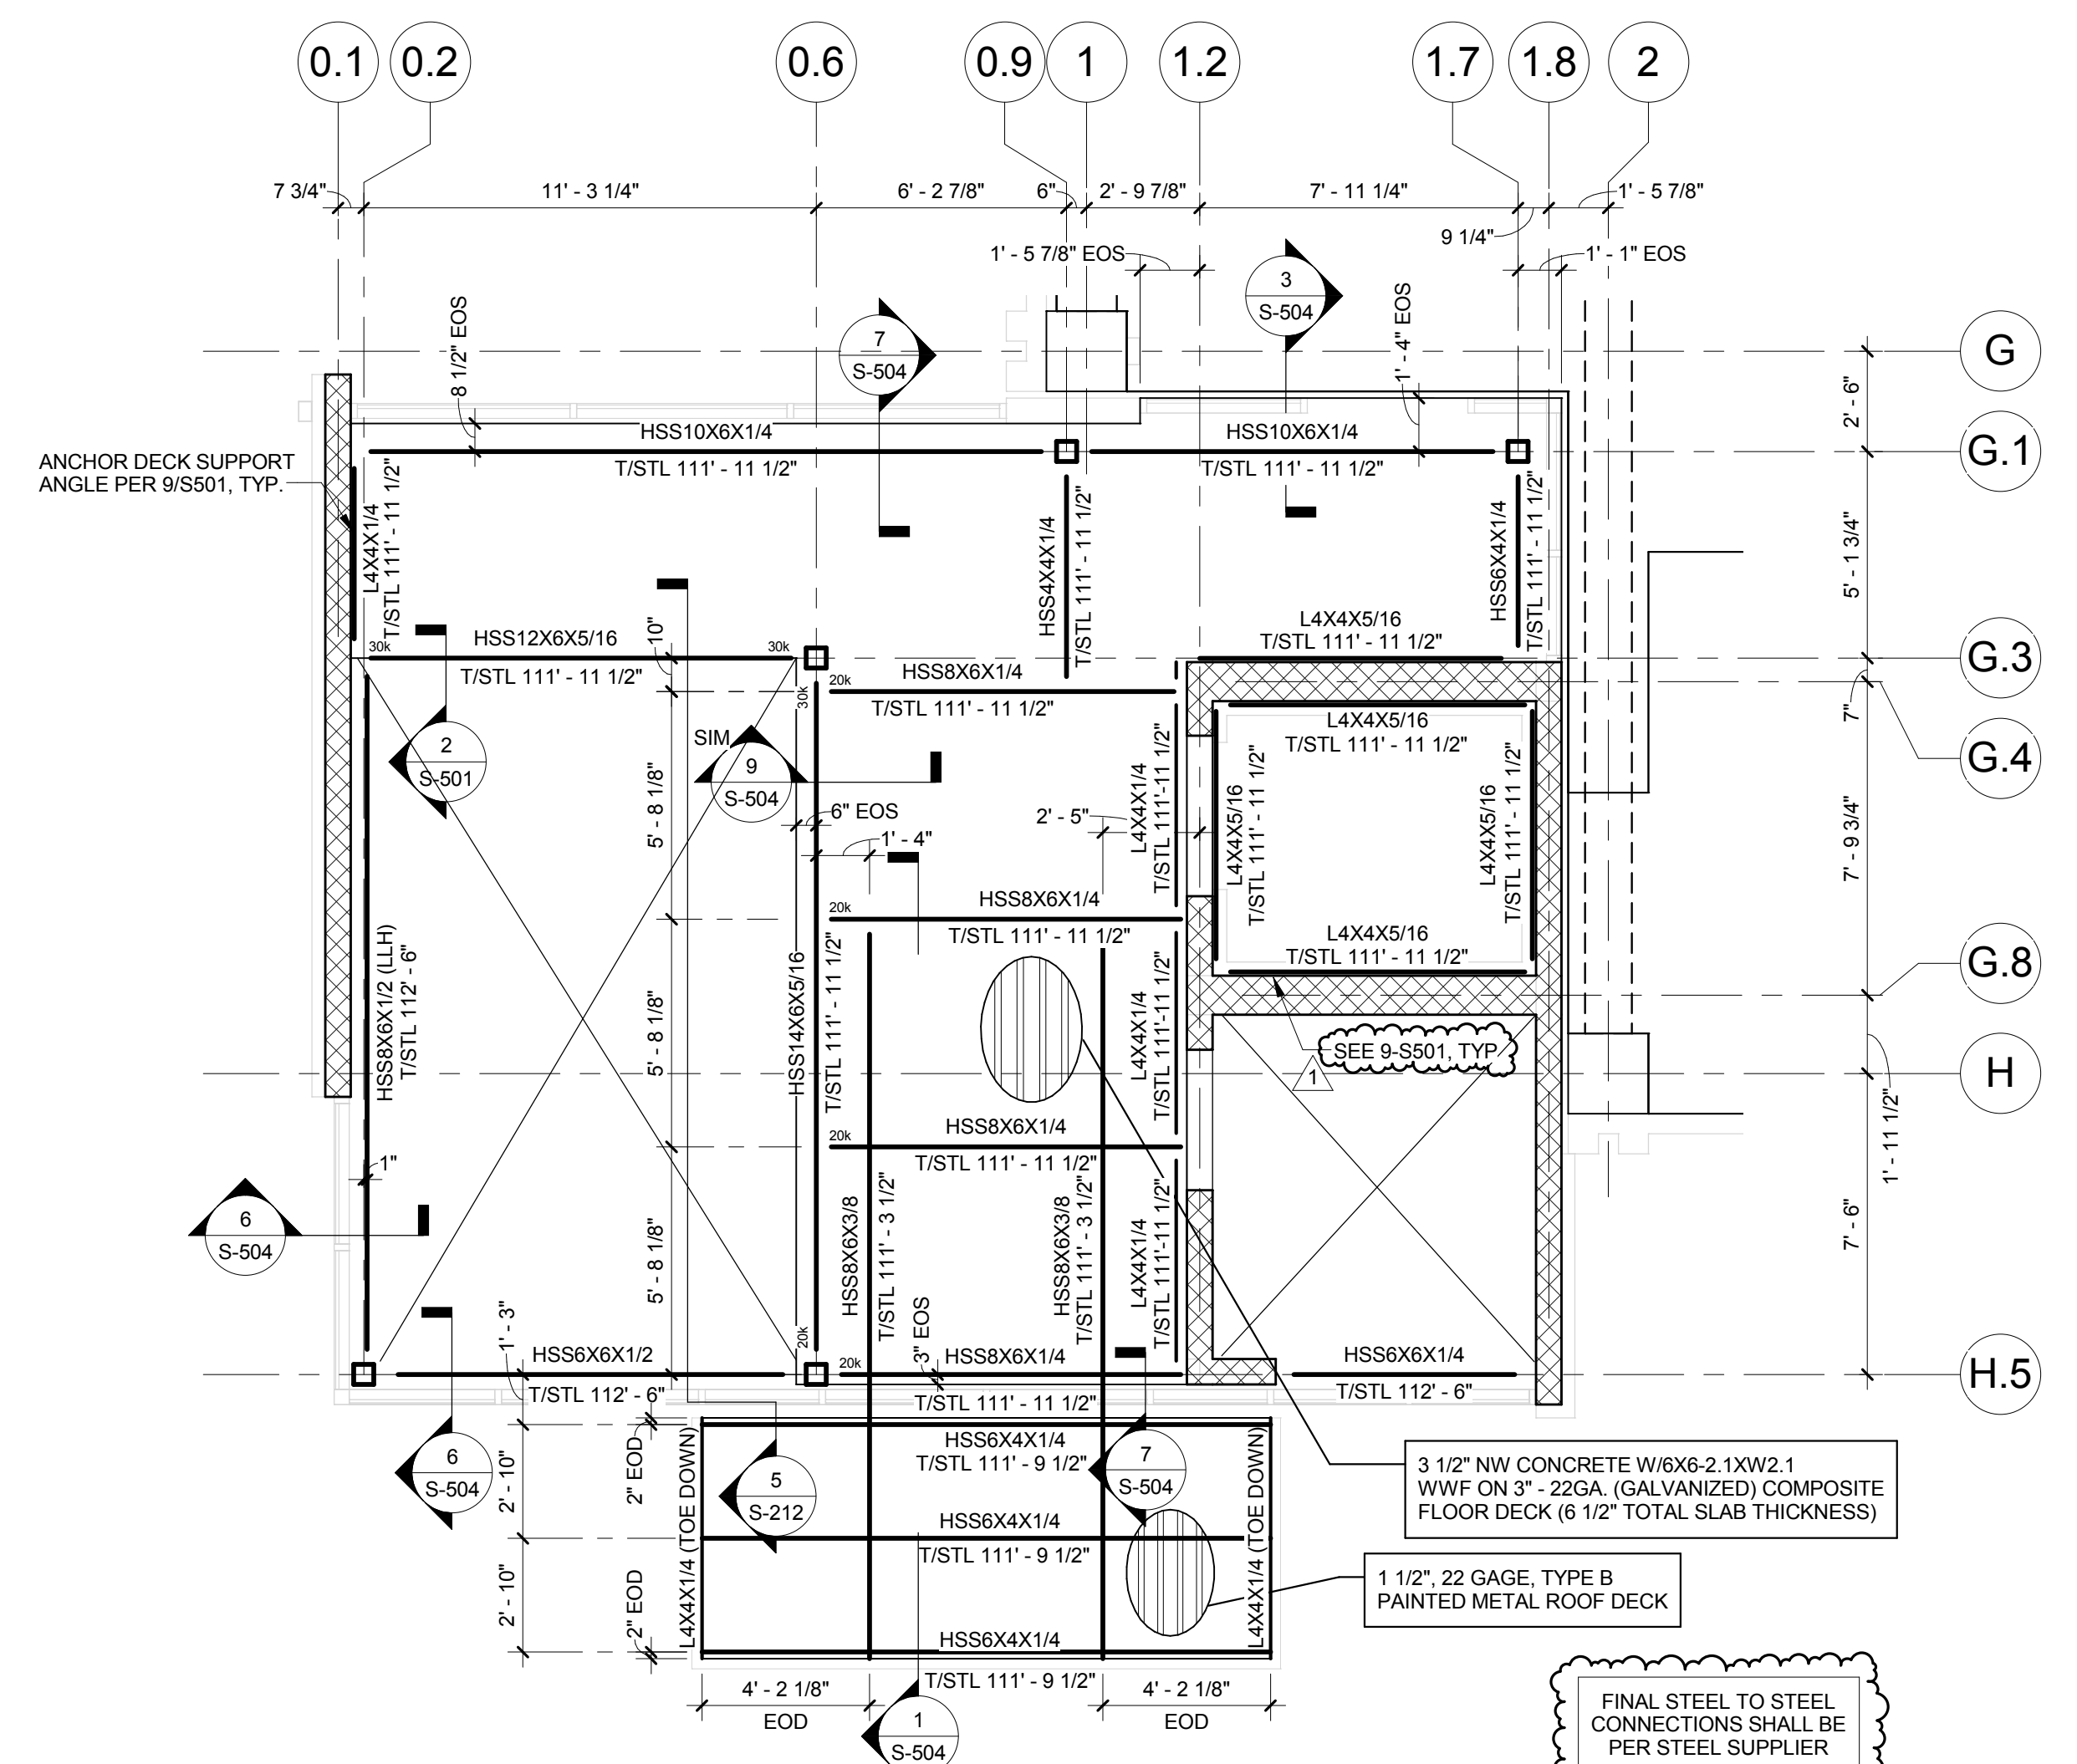 0.1
0.2
0.6
0.9
1
1.2
1.7
1.8
2
7 3/4"
11' - 3 1/4"
6' - 2 7/8"
6"
2' - 9 7/8"
7' - 11 1/4"
1' - 5 7/8"
9 1/4"
1' - 5 7/8" EOS
1' - 1" EOS
3
S-504
7
S-504
8 1/2" EOS
1' - 4" EOS
G
2' - 6"
G.1
5' - 1 3/4"
G.3
7"
G.4
7' - 9 3/4"
G.8
H
1' - 11 1/2"
7' - 6"
H.5
HSS10X6X1/4
T/STL 111' - 11 1/2"
HSS10X6X1/4
T/STL 111' - 11 1/2"
ANCHOR DECK SUPPORT
ANGLE PER 9/S501, TYP.
L4X4X1/4
T/STL 111' - 11 1/2"
HSS4X4X1/4
T/STL 111' - 11 1/2"
HSS6X4X1/4
T/STL 111' - 11 1/2"
L4X4X5/16
T/STL 111' - 11 1/2"
30k
HSS12X6X5/16
30k
T/STL 111' - 11 1/2"
10"
30k
20k
HSS8X6X1/4
T/STL 111' - 11 1/2"
2
S-501
SIM
9
S-504
6" EOS
1' - 4"
2' - 5"
5' - 8 1/8"
L4X4X1/4
T/STL 111'-11 1/2"
L4X4X5/16
T/STL 111' - 11 1/2"
L4X4X5/16
T/STL 111' - 11 1/2"
L4X4X5/16
T/STL 111' - 11 1/2"
L4X4X5/16
T/STL 111' - 11 1/2"
20k
HSS8X6X1/4
T/STL 111' - 11 1/2"
HSS8X6X1/2 (LLH)
T/STL 112' - 6"
5' - 8 1/8"
HSS14X6X5/16
T/STL 111' - 11 1/2"
L4X4X1/4
T/STL 111'-11 1/2"
SEE 9-S501, TYP
1
20k
HSS8X6X1/4
T/STL 111' - 11 1/2"
1"
6
S-504
5' - 8 1/8"
HSS8X6X3/8
T/STL 111' - 3 1/2"
HSS8X6X3/8
T/STL 111' - 3 1/2"
L4X4X1/4
T/STL 111'-11 1/2"
1' - 3"
20k
3" EOS
HSS6X6X1/2
T/STL 112' - 6"
20k
HSS8X6X1/4
T/STL 111' - 11 1/2"
HSS6X6X1/4
T/STL 112' - 6"
6
S-504
2' - 10"
2" EOD
L4X4X1/4 (TOE DOWN)
5
S-212
HSS6X4X1/4
T/STL 111' - 9 1/2"
7
S-504
L4X4X1/4 (TOE DOWN)
3 1/2" NW CONCRETE W/6X6-2.1XW2.1
WWF ON 3" - 22GA. (GALVANIZED) COMPOSITE
FLOOR DECK (6 1/2" TOTAL SLAB THICKNESS)
HSS6X4X1/4
T/STL 111' - 9 1/2"
1 1/2", 22 GAGE, TYPE B
PAINTED METAL ROOF DECK
2' - 10"
2" EOD
HSS6X4X1/4
T/STL 111' - 9 1/2"
4' - 2 1/8"
EOD
4' - 2 1/8"
EOD
1
S-504
FINAL STEEL TO STEEL
CONNECTIONS SHALL BE
PER STEEL SUPPLIER